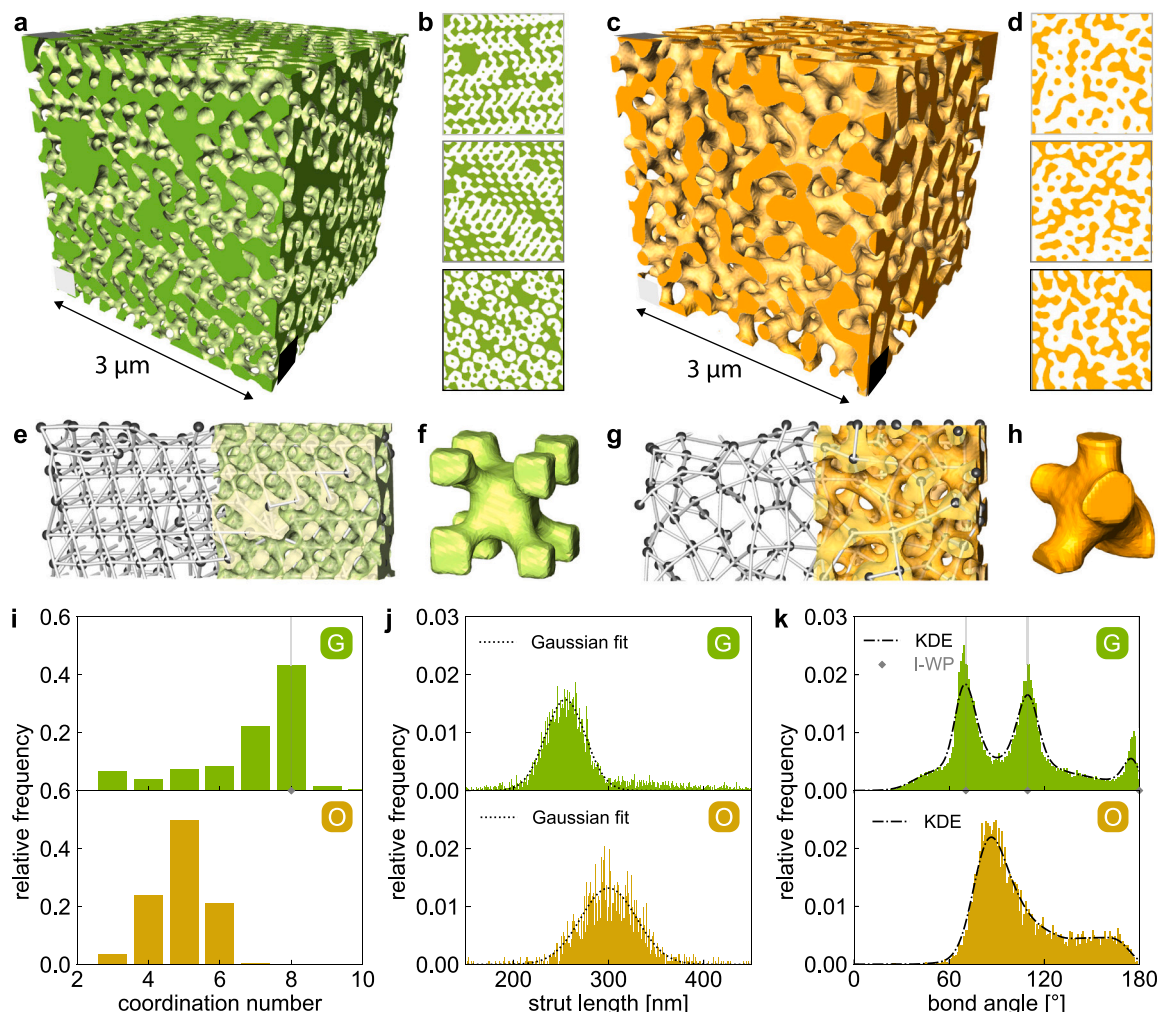 a b c d
3 µm 3 µm
e f g h
i j k
0.6 0.03 0.03
G G G
Gaussian fit KDE
I-WP
0.4 0.02 0.02
0.2 0.01 0.01
relative frequency relative frequency relative frequency
0.00 0.00
0.6
O O O
Gaussian fit KDE
0.4 0.02 0.02
0.2 0.01 0.01
0.0 0.00 0.00
2 4 6 8 10 200 300 400 0 60 120 180
coordination number strut length [nm] bond angle [°]